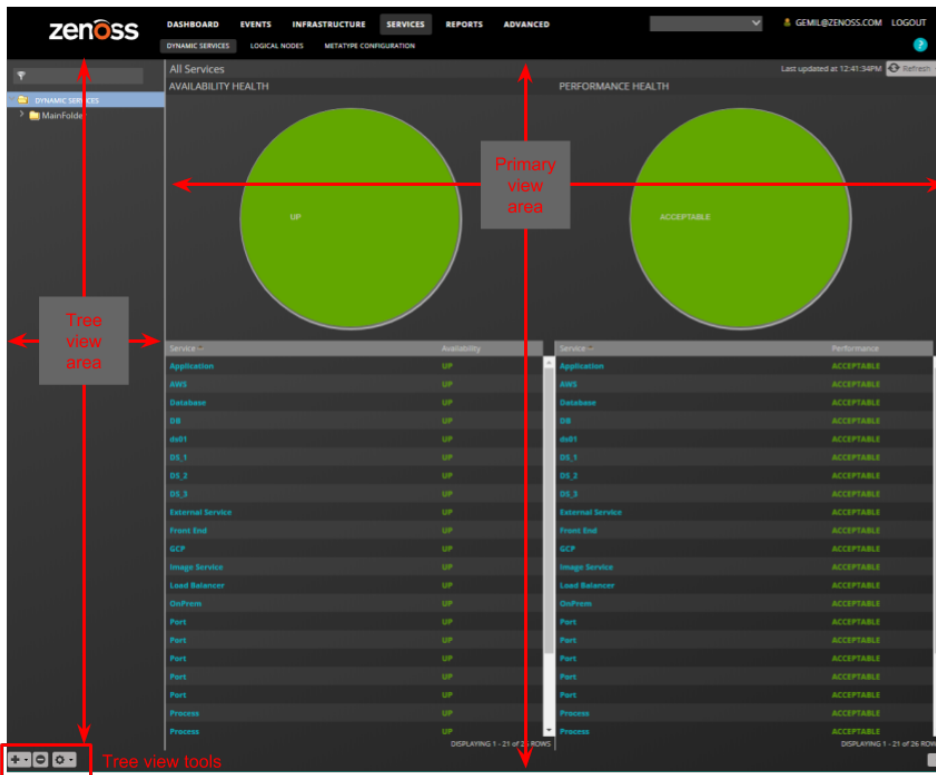 zenoss
DASHBOARD EVENTS INFRASTRUCTURE SERVICES REPORTS ADVANCED GEMIL@ZENOSS.COM LOGOUT
DYNAMIC SERVICES LOGICAL NODES METATYPE CONFIGURATION ?
All Services Last updated at 12:41:34PM Refresh
AVAILABILITY HEALTH PERFORMANCE HEALTH
DYNAMIC SERVICES
MainFolder
Primary
view
area
UP ACCEPTABLE
Tree
view
area
Service Availability Service Performance
Application UP Application ACCEPTABLE
AWS UP AWS ACCEPTABLE
Database UP Database ACCEPTABLE
DB UP DB ACCEPTABLE
ds01 UP ds01 ACCEPTABLE
DS_1 UP DS_1 ACCEPTABLE
DS_2 UP DS_2 ACCEPTABLE
DS_3 UP DS_3 ACCEPTABLE
External Service UP External Service ACCEPTABLE
Front End UP Front End ACCEPTABLE
GCP UP GCP ACCEPTABLE
Image Service UP Image Service ACCEPTABLE
Load Balancer UP Load Balancer ACCEPTABLE
OnPrem UP OnPrem ACCEPTABLE
Port UP Port ACCEPTABLE
Port UP Port ACCEPTABLE
Port UP Port ACCEPTABLE
Port UP Port ACCEPTABLE
Port UP Port ACCEPTABLE
Process UP Process ACCEPTABLE
Process UP Process ACCEPTABLE
DISPLAYING 1 - 21 of 26 ROWS DISPLAYING 1 - 21 of 26 ROW
Tree view tools